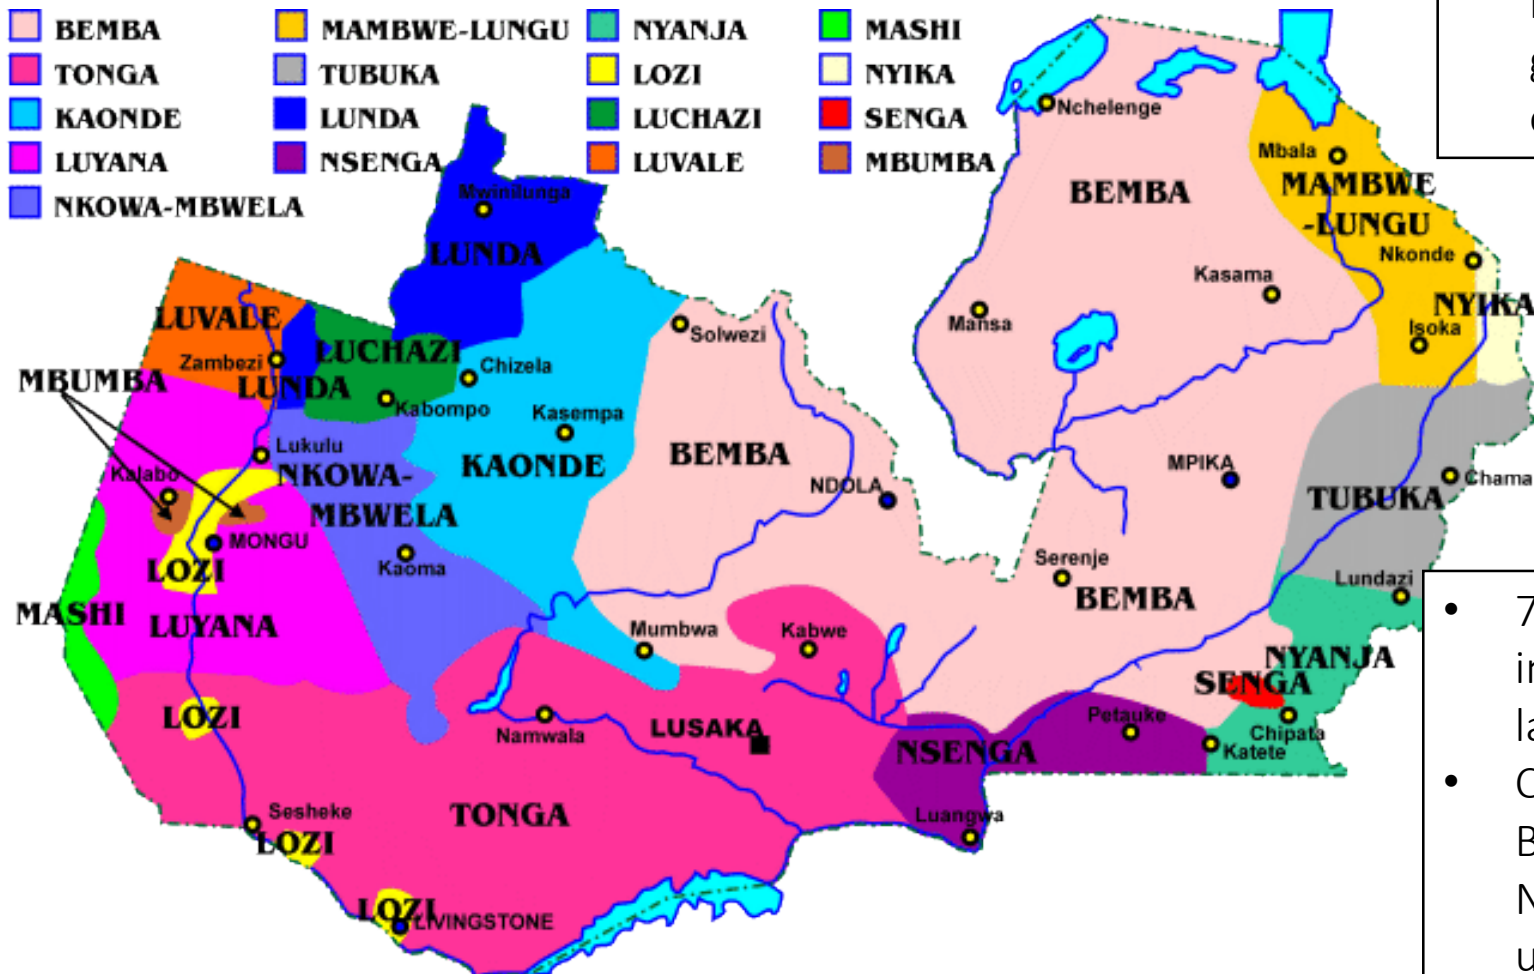 BEMBA
MAMBWE-LUNGU
NYANJA
MASHI
TONGA
TUBUKA
LOZI
NYIKA
KAONDE
LUNDA
LUCHAZI
SENGA
LUYANA
NSENGA
LUVALE
MBUMBA
NKOWA-MBWELA
Nchelenge
Mbala
MAMBWE
-LUNGU
BEMBA
Mwinilunga
LUNDA
Nkonde
Kasama
NYIKA
LUVALE
Mansa
Isoka
Solwezi
LUCHAZI
Zambezi
Chizela
MBUMBA
LUNDA
Kabompo
Kasempa
Lukulu
BEMBA
KAONDE
MPIKA
Kalabo
NKOWA-
MBWELA
NDOLA
TUBUKA
Chama
MONGU
LOZI
Kaoma
Serenje
BEMBA
Lundazi
MASHI
LUYANA
Mumbwa
Kabwe
NYANJA
SENGA
LOZI
Namwala
LUSAKA
Petauke
Chipata
Katete
NSENGA
Sesheke
LOZI
TONGA
Luangwa
LOZI
LIVINGSTONE
• 7
•